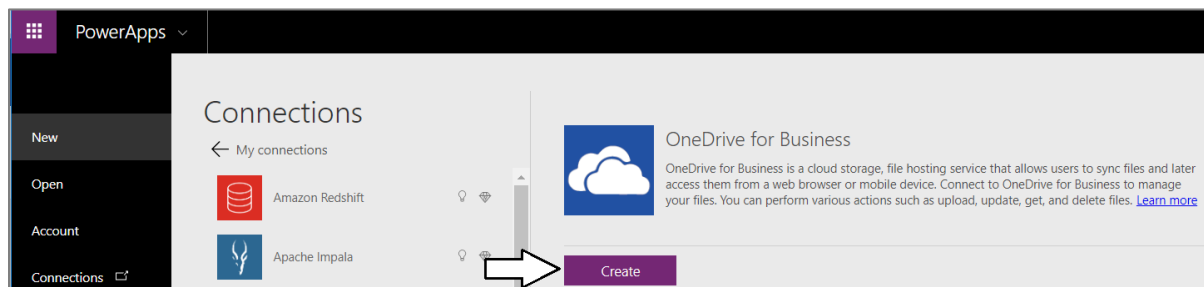 PowerApps
New
Open
Account
Connections
Connections
My connections
Amazon Redshift
Apache Impala
OneDrive for Business
OneDrive for Business is a cloud storage, file hosting service that allows users to sync files and later
access them from a web browser or mobile device. Connect to OneDrive for Business to manage
your files. You can perform various actions such as upload, update, get, and delete files. Learn more
Create